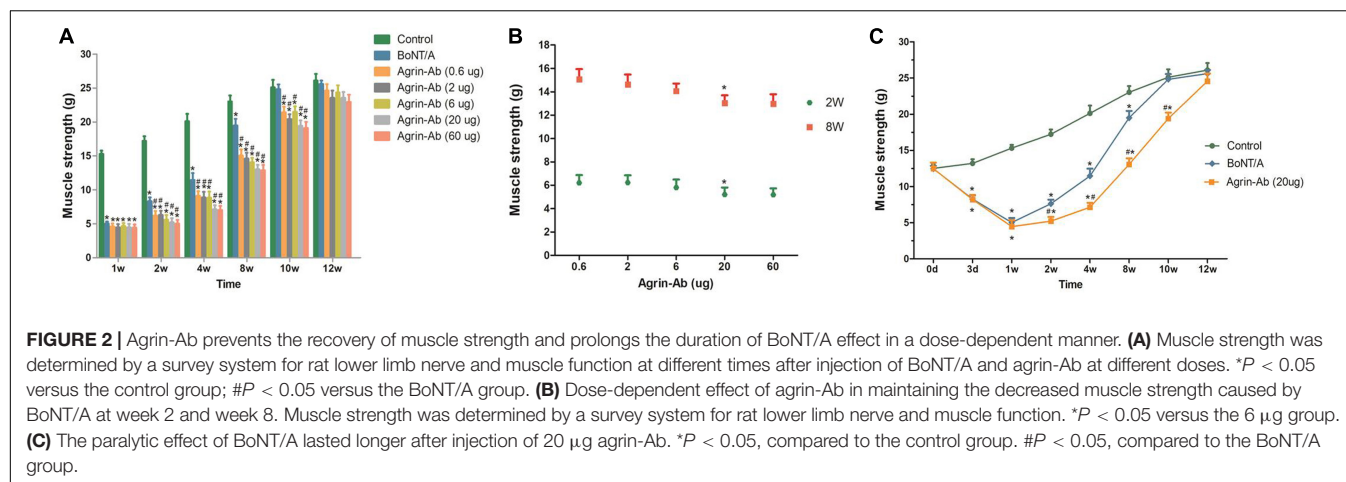 A
Control
BoNT/A
Agrin-Ab (0.6 ug)
Agrin-Ab (2 ug)
Agrin-Ab (6 ug)
Agrin-Ab (20 ug)
Agrin-Ab (60 ug)
Muscle strength (g)
30
25
20
15
10
5
0
1w 2w 4w 8w 10w 12w
Time
B
Muscle strength (g)
18
16
14
12
10
8
6
4
2
0
0.6 2 6 20 60
Agrin-Ab (ug)
2W
8W
C
Muscle strength (g)
30
25
20
15
10
5
0
0d 3d 1w 2w 4w 8w 10w 12w
Time
Control
BoNT/A
Agrin-Ab (20ug)
FIGURE 2 | Agrin-Ab prevents the recovery of muscle strength and prolongs the duration of BoNT/A effect in a dose-dependent manner. (A) Muscle strength was
determined by a survey system for rat lower limb nerve and muscle function at different times after injection of BoNT/A and agrin-Ab at different doses. *P < 0.05
versus the control group; #P < 0.05 versus the BoNT/A group. (B) Dose-dependent effect of agrin-Ab in maintaining the decreased muscle strength caused by
BoNT/A at week 2 and week 8. Muscle strength was determined by a survey system for rat lower limb nerve and muscle function. *P < 0.05 versus the 6 μg group.
(C) The paralytic effect of BoNT/A lasted longer after injection of 20 μg agrin-Ab. *P < 0.05, compared to the control group. #P < 0.05, compared to the BoNT/A
group.